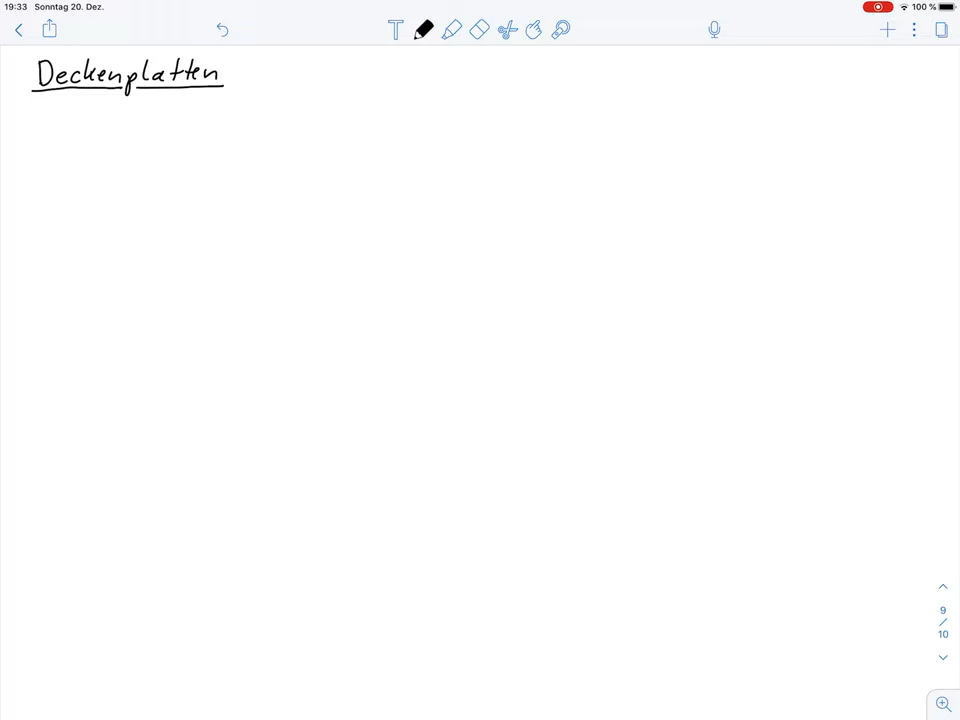 19:33 Sonntag 20. Dez. 100 %
T
Deckenplatten
9
/
10